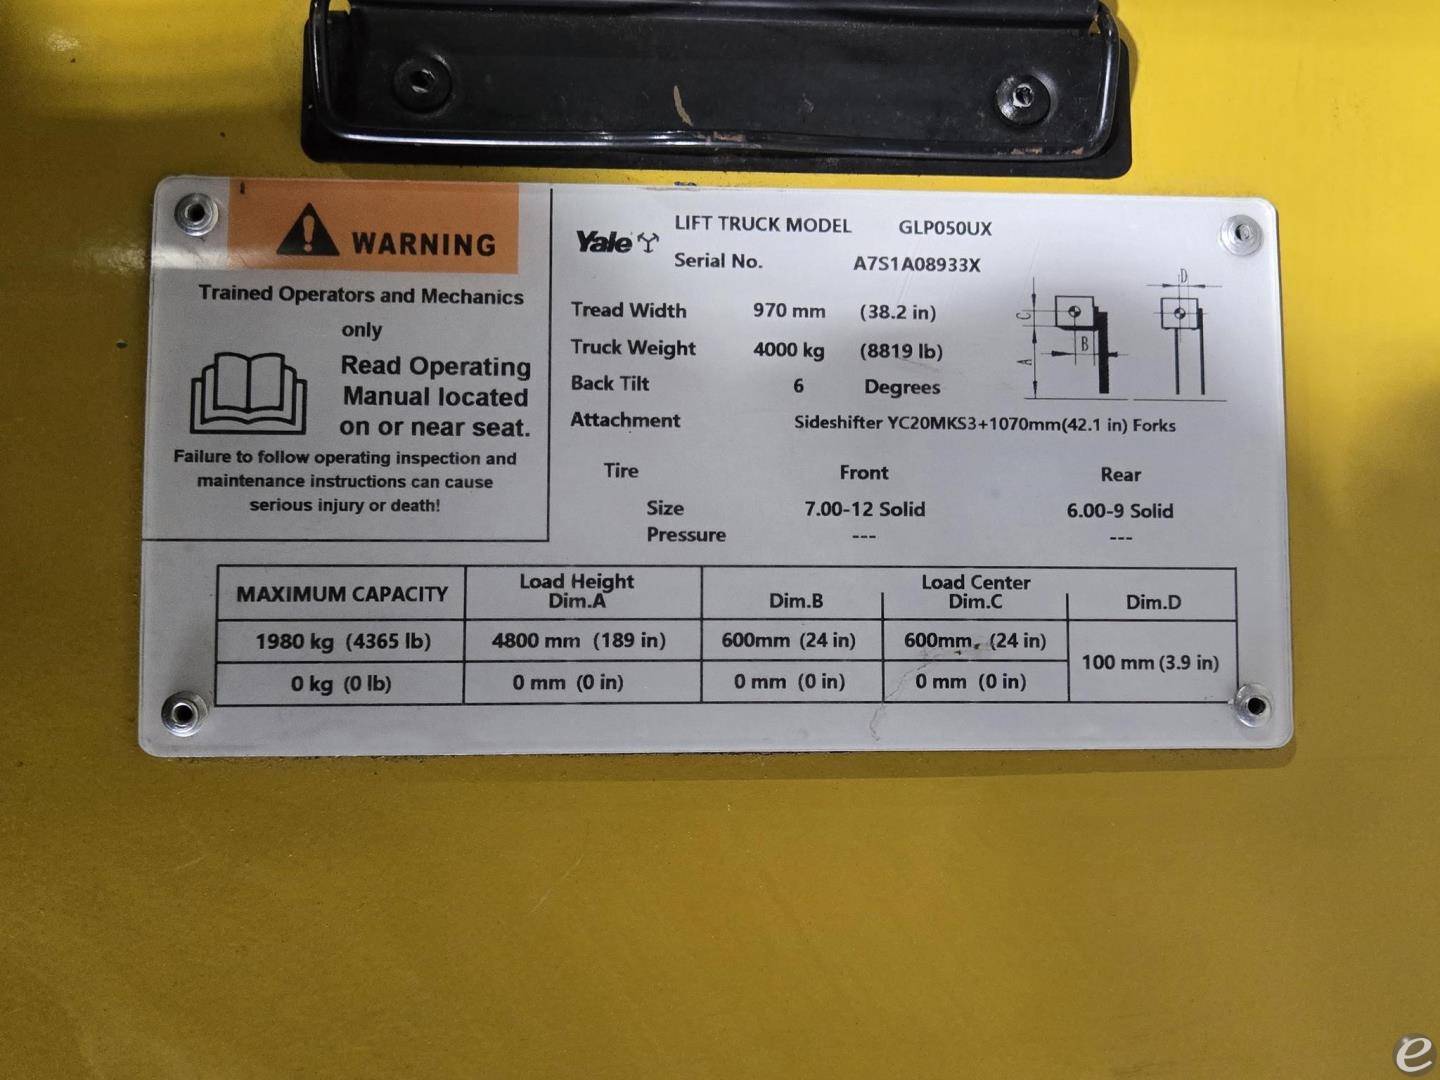 WARNING
Trained Operators and Mechanics
only
Read Operating
Manual located
on or near seat.
Failure to follow operating inspection and
maintenance instructions can cause
serious injury or death!
Yale LIFT TRUCK MODEL GLP050UX
Serial No. A7S1A08933X
Tread Width 970 mm (38.2 in)
Truck Weight 4000 kg (8819 lb)
Back Tilt 6 Degrees
Attachment Sideshifter YC20MKS3+1070mm(42.1 in) Forks
D
C
B
A
Tire Front Rear
Size 7.00-12 Solid 6.00-9 Solid
Pressure --- ---
MAXIMUM CAPACITY Load Height Load Center
Dim.A Dim.B Dim.C Dim.D
1980 kg (4365 lb) 4800 mm (189 in) 600mm (24 in) 600mm (24 in) 100 mm (3.9 in)
0 kg (0 lb) 0 mm (0 in) 0 mm (0 in) 0 mm (0 in)
e